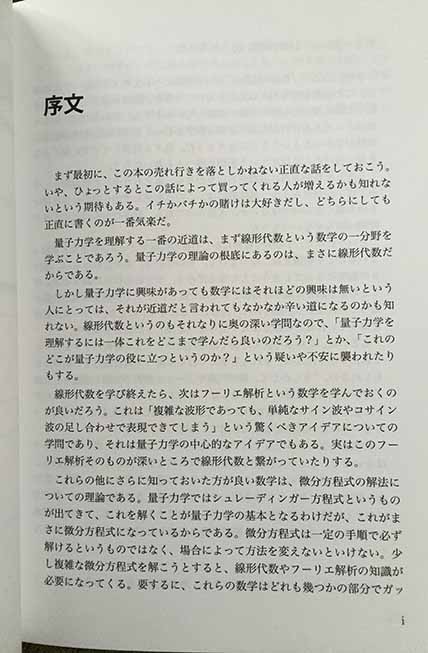 序文
まず最初に、この本の売れ行きを落としかねない正直な話をしておこう。
いや、ひょっとするとこの話によって買ってくれる人が増えるかも知れな
いという期待もある。イチかバチかの賭けは大好きだし、どちらにしても
正直に書くのが一番気楽だ。
量子力学を理解する一番の近道は、まず線形代数という数学の一分野を
学ぶことであろう。量子力学の理論の根底にあるのは、まさに線形代数だ
からである。
しかし量子力学に興味があっても数学にはそれほどの興味は無いという
人にとっては、それが近道だと言われてもなかなか辛い道になるのかも知
れない。線形代数というのもそれなりに奥の深い学問なので、「量子力学を
理解するには一体これをどこまで学んだら良いのだろう?」とか、「これの
どこが量子力学の役に立つというのか?」という疑いや不安に襲われたり
もする。
線形代数を学び終えたら、次はフーリエ解析という数学を学んでおくの
が良いだろう。これは「複雑な波形であっても、単純なサイン波やコサイン
波の足し合わせで表現できてしまう」という驚くべきアイデアについての
学問であり、それは量子力学の中心的なアイデアでもある。実はこのフー
リエ解析そのものが深いところで線形代数と繋がっていたりする。
これらの他にさらに知っておいた方が良い数学は、微分方程式の解法に
ついての理論である。量子力学ではシュレーディンガー方程式というもの
が出てきて、これを解くことが量子力学の基本となるわけだが、これがま
さに微分方程式になっているからである。微分方程式は一定の手順で必ず
解けるというものではなく、場合によって方法を変えないといけない。少
し複雑な微分方程式を解こうとすると、線形代数やフーリエ解析の知識が
必要になってくる。要するに、これらの数学はどれも幾つかの部分でガッ
i